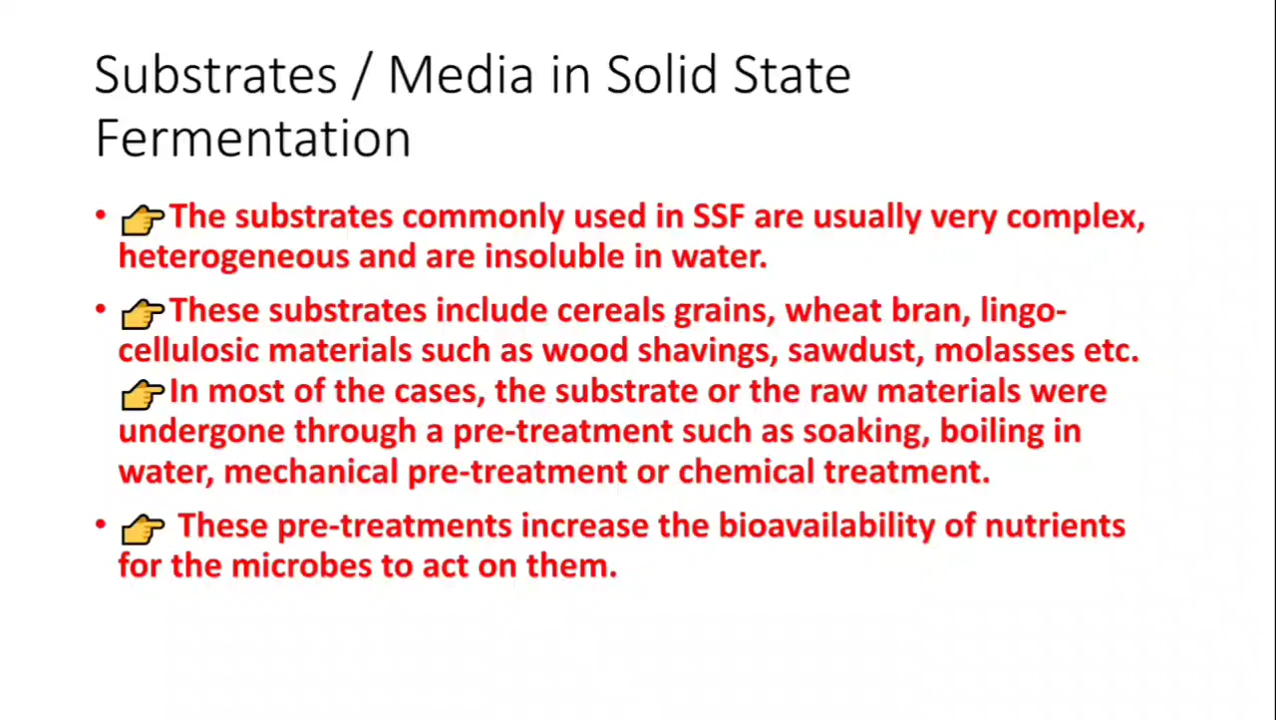 Substrates / Media in Solid State
Fermentation
• 👉The substrates commonly used in SSF are usually very complex,
heterogeneous and are insoluble in water.
• 👉These substrates include cereals grains, wheat bran, lingo-
cellulosic materials such as wood shavings, sawdust, molasses etc.
👉In most of the cases, the substrate or the raw materials were
undergone through a pre-treatment such as soaking, boiling in
water, mechanical pre-treatment or chemical treatment.
• 👉 These pre-treatments increase the bioavailability of nutrients
for the microbes to act on them.